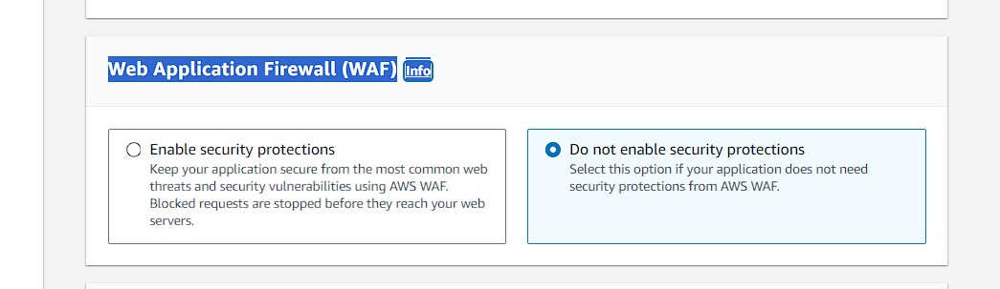 Web Application Firewall (WAF) Info
Enable security protections
Keep your application secure from the most common web
threats and security vulnerabilities using AWS WAF.
Blocked requests are stopped before they reach your web
servers.
Do not enable security protections
Select this option if your application does not need
security protections from AWS WAF.